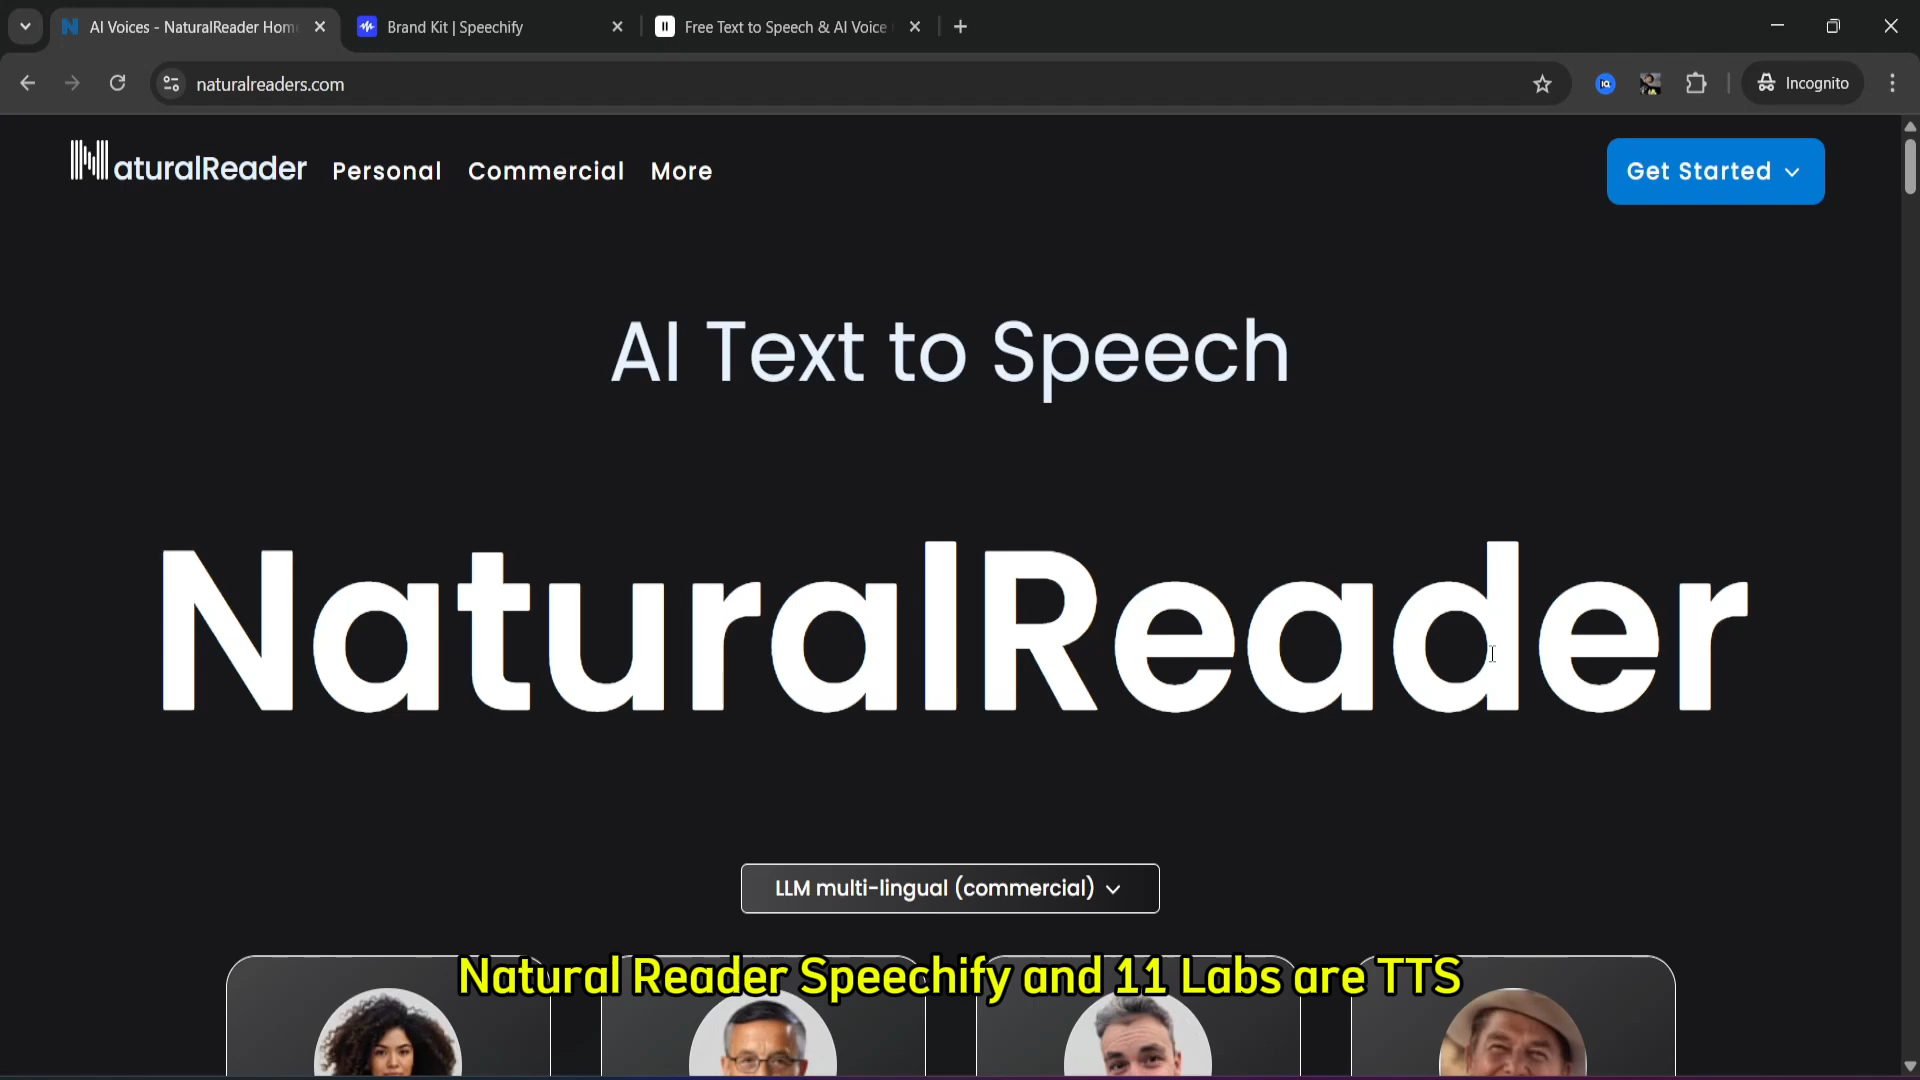 AI Voices - NaturalReader Hom
Brand Kit | Speechify
Free Text to Speech & AI Voice
naturalreaders.com
Incognito
NaturalReader
Personal
Commercial
More
Get Started
AI Text to Speech
NaturalReader
LLM multi-lingual (commercial)
Natural Reader Speechify and 11 Labs are TTS